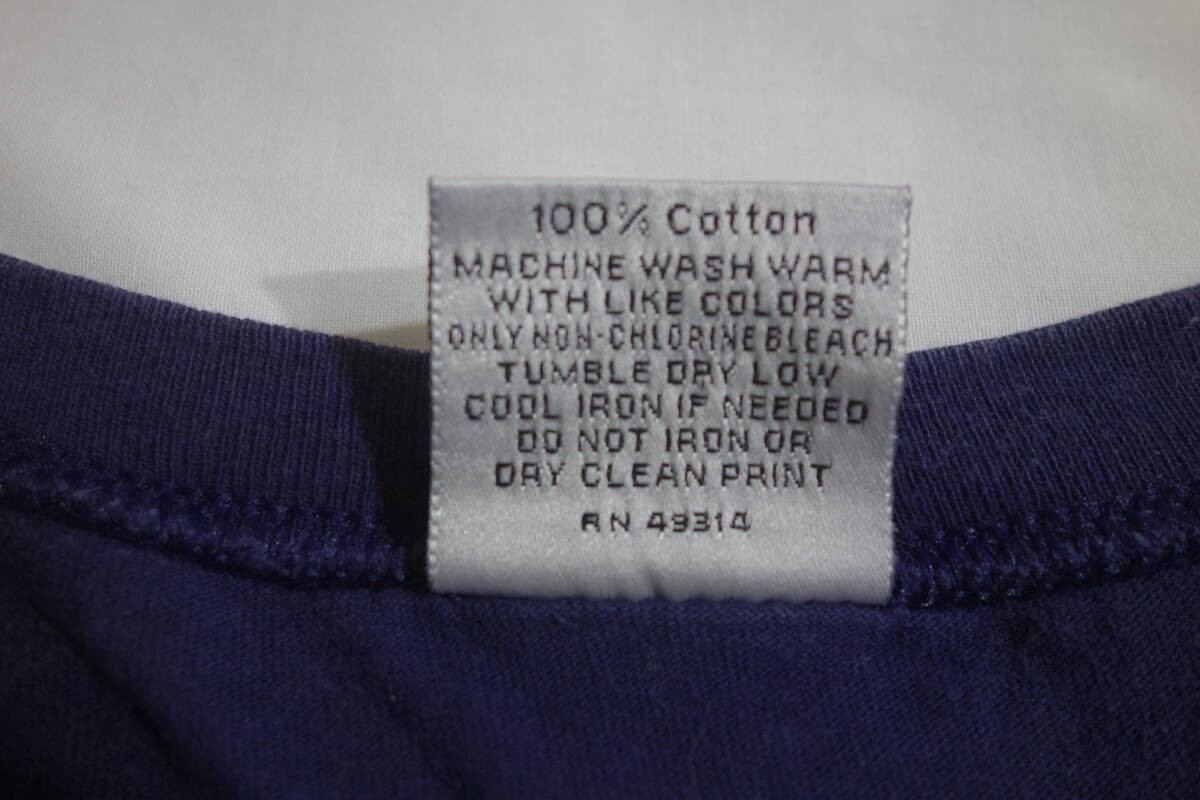 100% Cotton
MACHINE WASH WARM
WITH LIKE COLORS
ONLY NON-CHLORINE BLEACH
TUMBLE DRY LOW
COOL IRON IF NEEDED
DO NOT IRON OR
DRY CLEAN PRINT
RN 49314